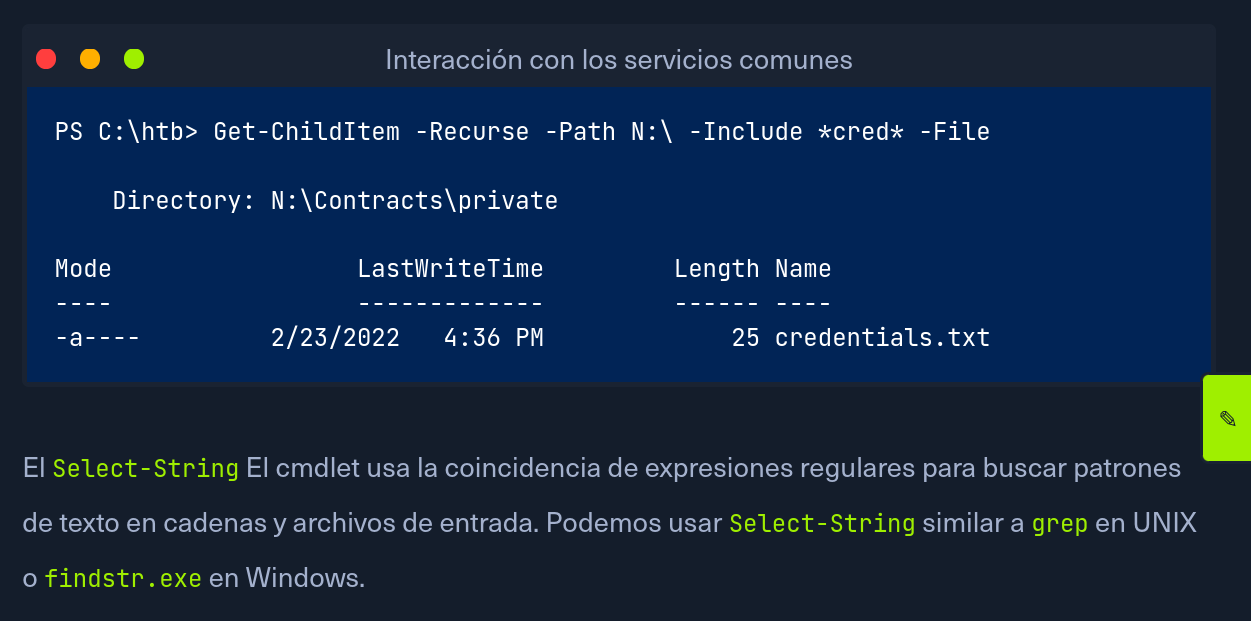 Interacción con los servicios comunes
PS C:\htb> Get-ChildItem -Recurse -Path N:\ -Include *cred* -File
Directory: N:\Contracts\private
Mode LastWriteTime Length Name
---- ------------- ------ ----
-a---- 2/23/2022 4:36 PM 25 credentials.txt
El Select-String El cmdlet usa la coincidencia de expresiones regulares para buscar patrones
de texto en cadenas y archivos de entrada. Podemos usar Select-String similar a grep en UNIX
o findstr.exe en Windows.